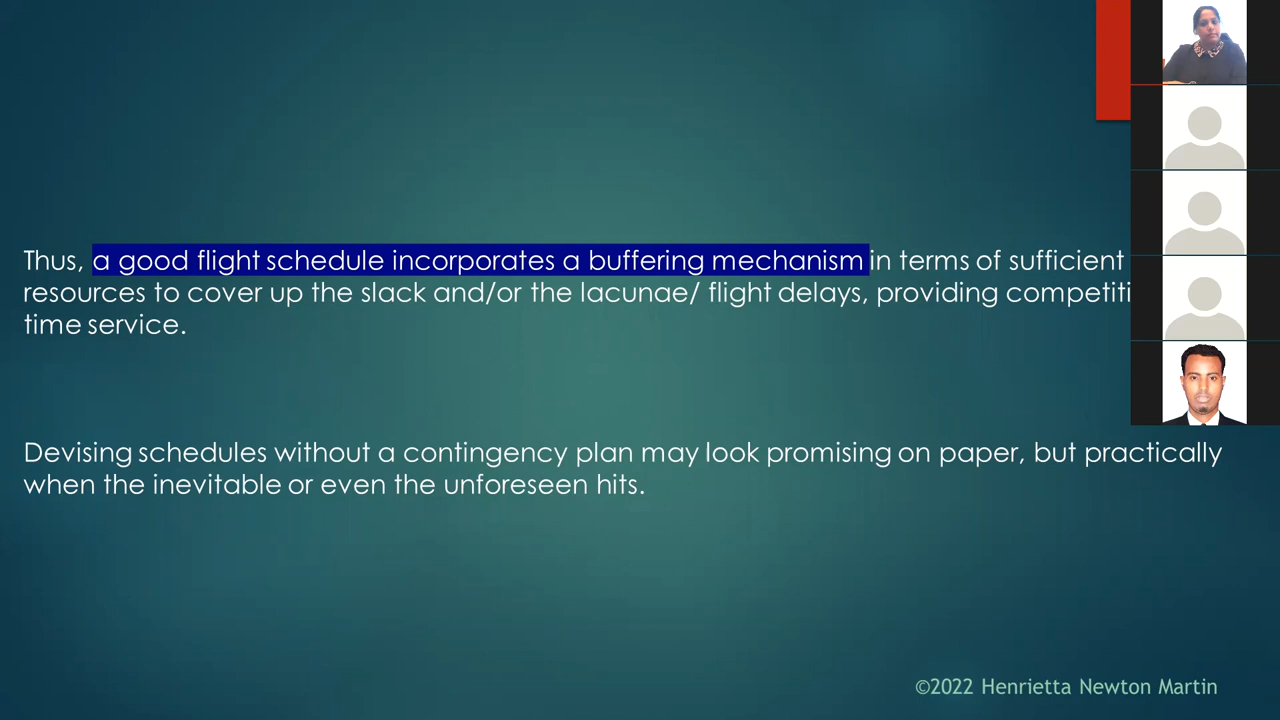 Thus, a good flight schedule incorporates a buffering mechanism in terms of sufficient
resources to cover up the slack and/or the lacunae/ flight delays, providing
time service.
Devising schedules without a contingency plan may look promising on paper, but practically
when the inevitable or even the unforeseen hits.
©2022 Henrietta Newton Martin